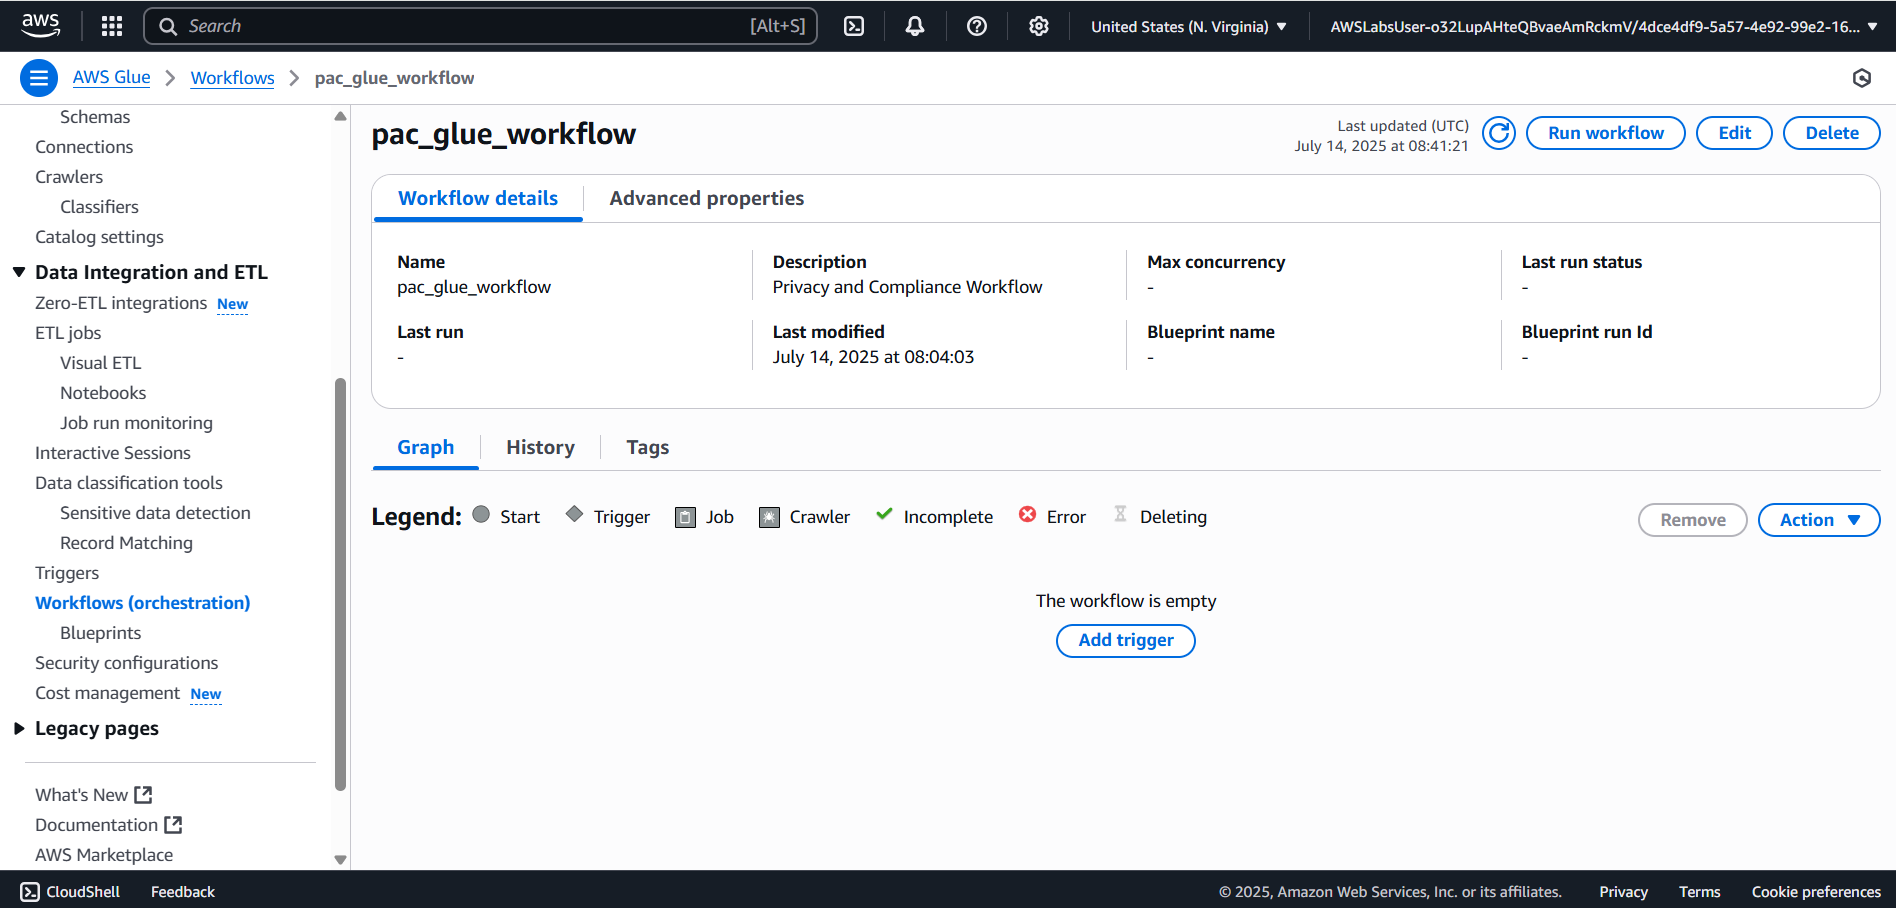 aws
Search [Alt+S]
United States (N. Virginia)
AWSLabsUser-o32LupAHteQBvaeAmRckmV/4dce4df9-5a57-4e92-99e2-16...
AWS Glue > Workflows > pac_glue_workflow
Schemas
Connections
Crawlers
Classifiers
Catalog settings
Data Integration and ETL
Zero-ETL integrations New
ETL jobs
Visual ETL
Notebooks
Job run monitoring
Interactive Sessions
Data classification tools
Sensitive data detection
Record Matching
Triggers
Workflows (orchestration)
Blueprints
Security configurations
Cost management New
Legacy pages
What's New
Documentation
AWS Marketplace
pac_glue_workflow
Last updated (UTC)
July 14, 2025 at 08:41:21
Run workflow
Edit
Delete
Workflow details
Advanced properties
Name
pac_glue_workflow
Description
Privacy and Compliance Workflow
Max concurrency
-
Last run status
-
Last run
-
Last modified
July 14, 2025 at 08:04:03
Blueprint name
-
Blueprint run Id
-
Graph
History
Tags
Legend: Start Trigger Job Crawler Incomplete Error Deleting
Remove
Action
The workflow is empty
Add trigger
CloudShell
Feedback
© 2025, Amazon Web Services, Inc. or its affiliates.
Privacy
Terms
Cookie preferences